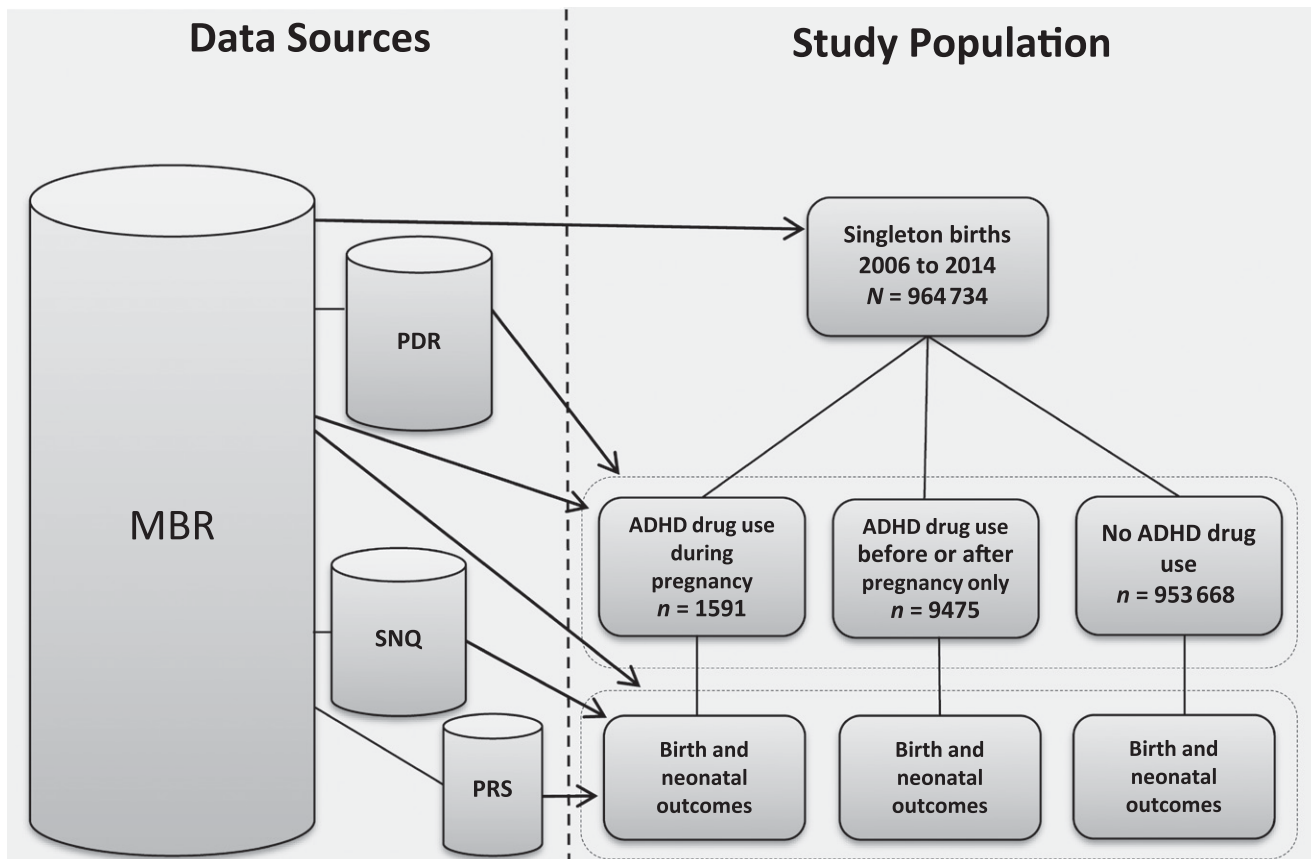 Data Sources
Study Population
Singleton births
2006 to 2014
N = 964 734
PDR
MBR
ADHD drug use
during
pregnancy
n = 1591
ADHD drug use
before or after
pregnancy only
n = 9475
No ADHD drug
use
n = 953 668
SNQ
PRS
Birth and
neonatal
outcomes
Birth and
neonatal
outcomes
Birth and
neonatal
outcomes